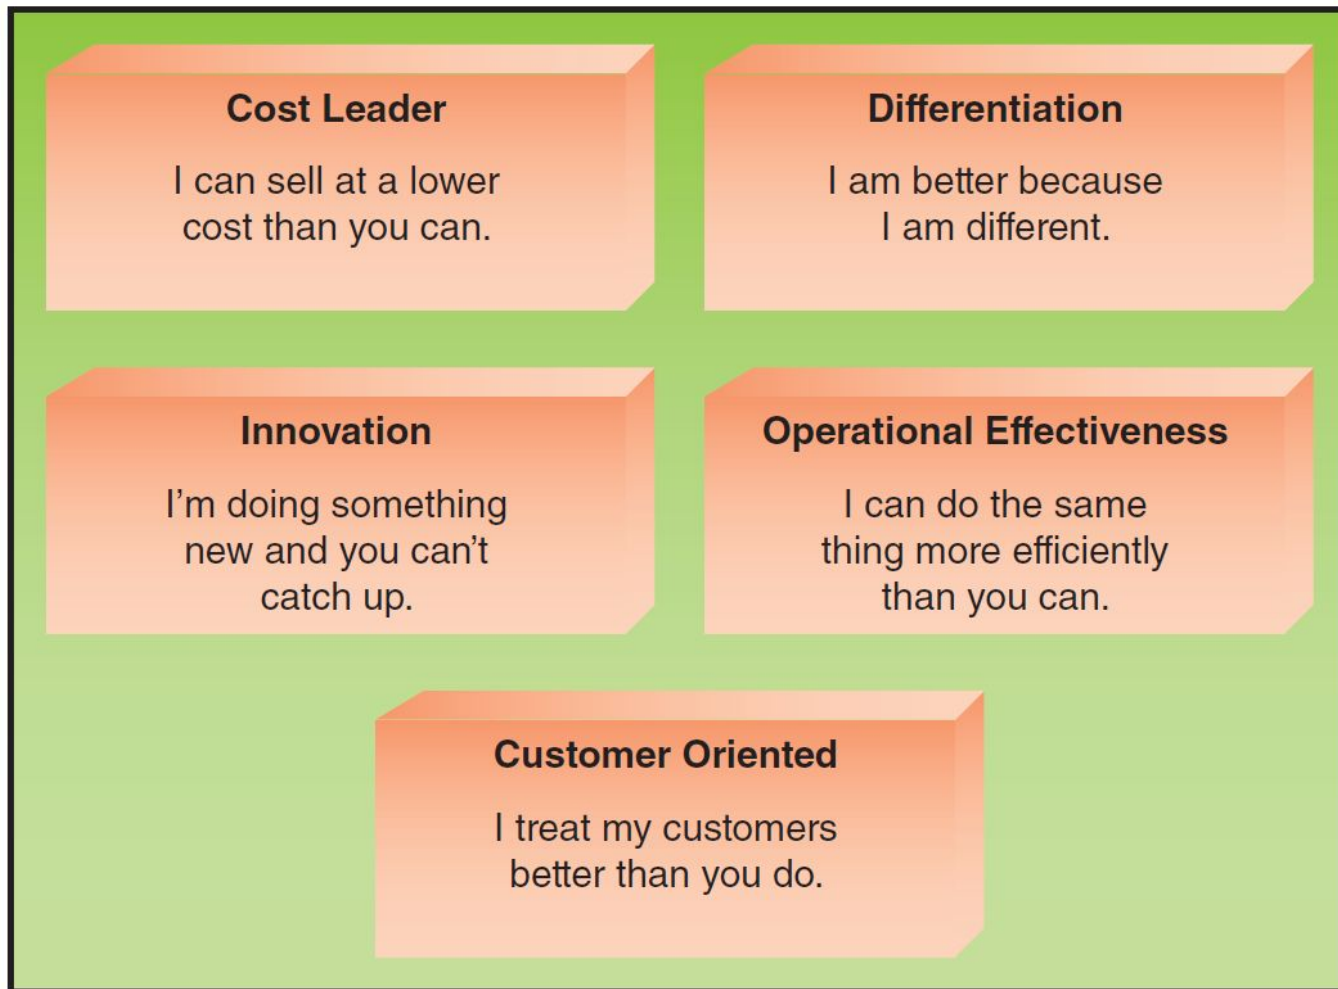 Cost Leader
I can sell at a lower
cost than you can.
Differentiation
I am better because
I am different.
Innovation
I’m doing something
new and you can’t
catch up.
Operational Effectiveness
I can do the same
thing more efficiently
than you can.
Customer Oriented
I treat my customers
better than you do.